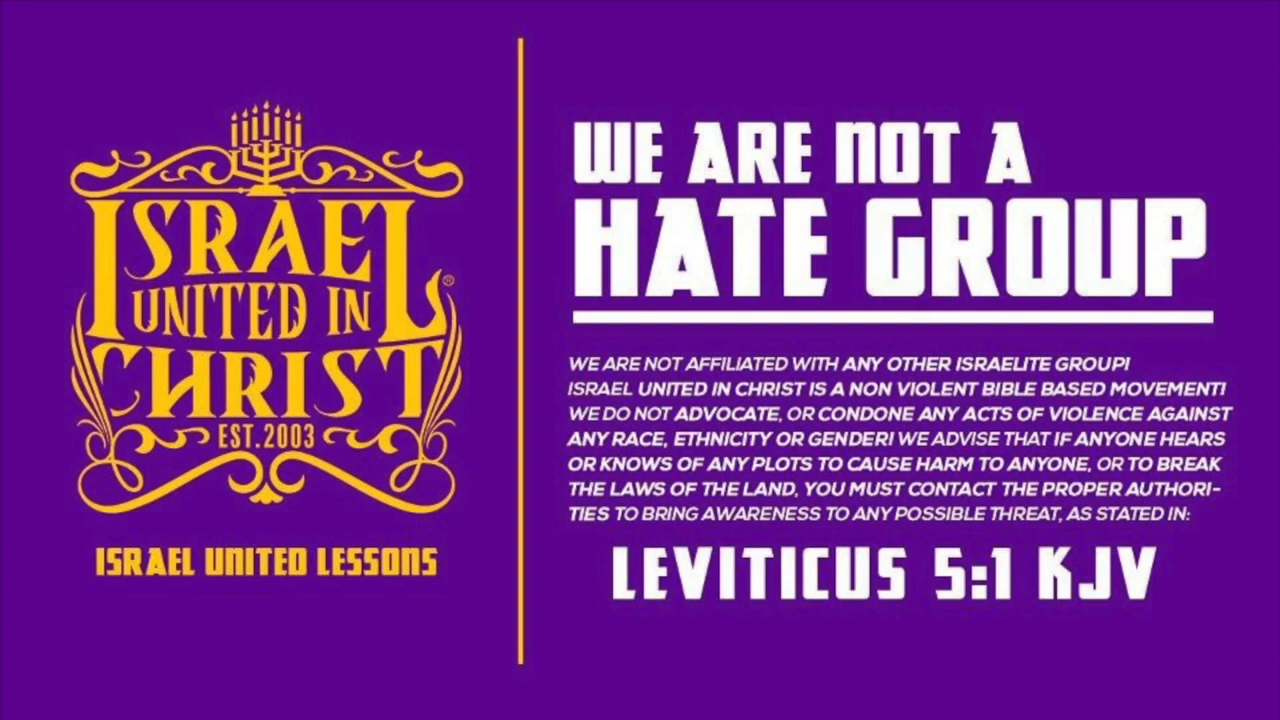 ISRAEL
UNITED IN
CHRIST
®
EST. 2003
ISRAEL UNITED LESSONS
WE ARE NOT A
HATE GROUP
WE ARE NOT AFFILIATED WITH ANY OTHER ISRAELITE GROUP!
ISRAEL UNITED IN CHRIST IS A NON VIOLENT BIBLE BASED MOVEMENT!
WE DO NOT ADVOCATE, OR CONDONE ANY ACTS OF VIOLENCE AGAINST
ANY RACE, ETHNICITY OR GENDER! WE ADVISE THAT IF ANYONE HEARS
OR KNOWS OF ANY PLOTS TO CAUSE HARM TO ANYONE, OR TO BREAK
THE LAWS OF THE LAND, YOU MUST CONTACT THE PROPER AUTHORI-
TIES TO BRING AWARENESS TO ANY POSSIBLE THREAT, AS STATED IN:
LEVITICUS 5:1 KJV